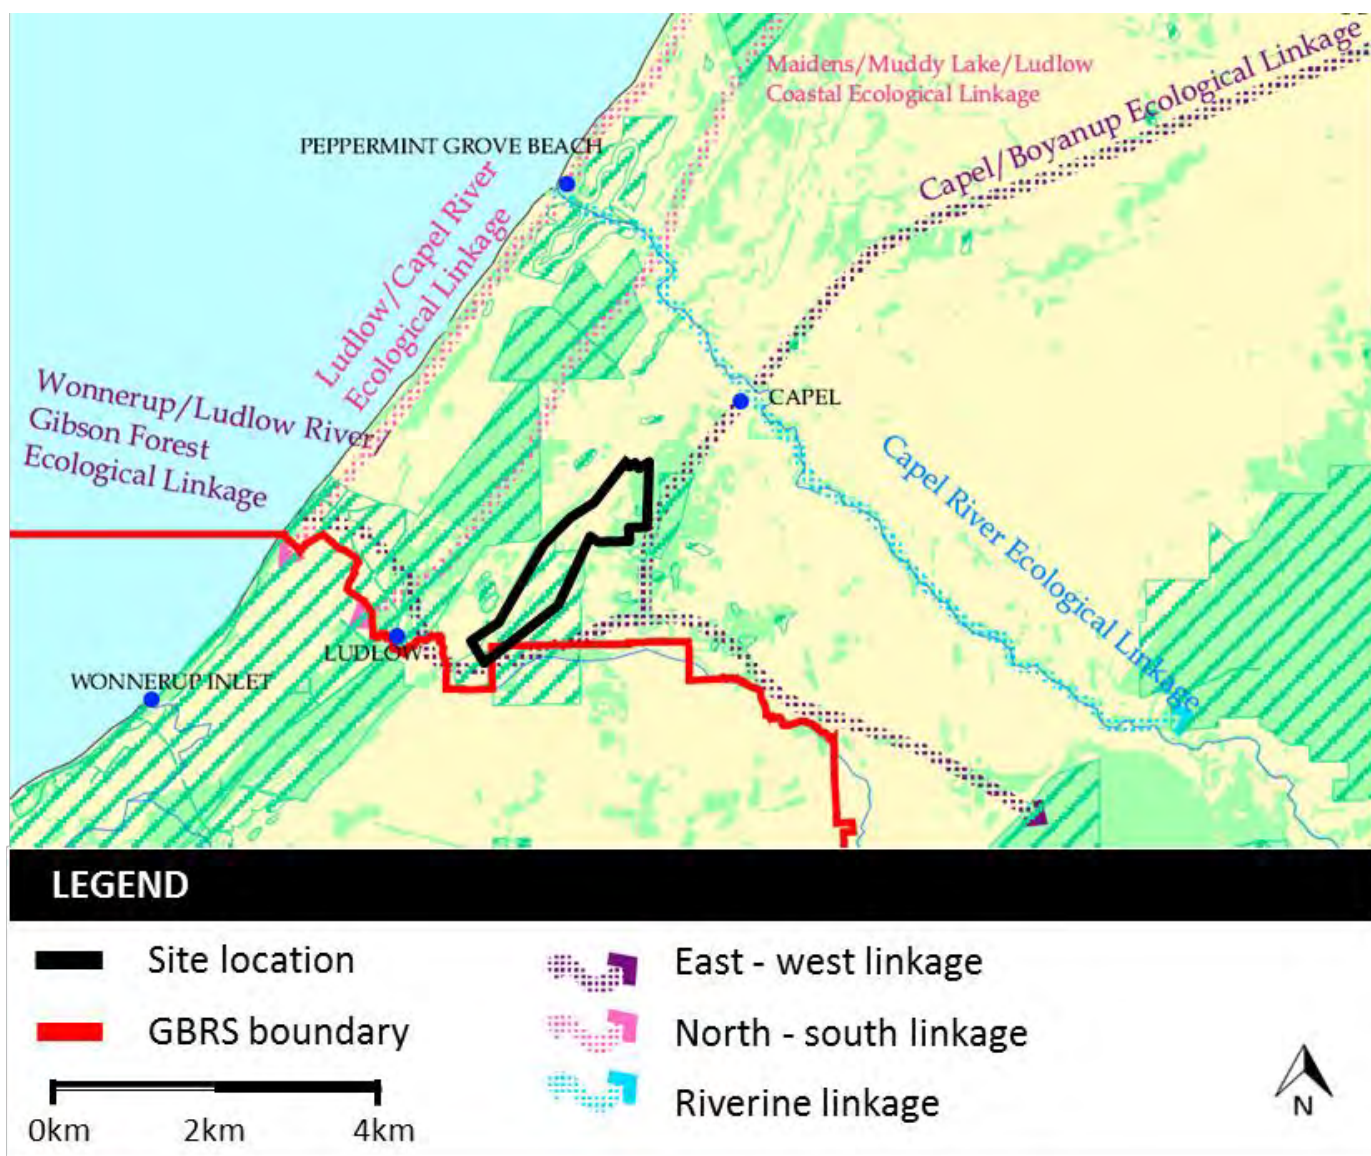 Maidens/Muddy Lake/Ludlow
Coastal Ecological Linkage
Capel/Boyanup Ecological Linkage
PEPPERMINT GROVE BEACH
Ludlow/Capel River
Ecological Linkage
Wonnerup/Ludlow River
Gibson Forest
Ecological Linkage
CAPEL
Capel River Ecological Linkage
LUDLOW
WONNERUP INLET
LEGEND
Site location
GBRS boundary
0km 2km 4km
East - west linkage
North - south linkage
Riverine linkage
N